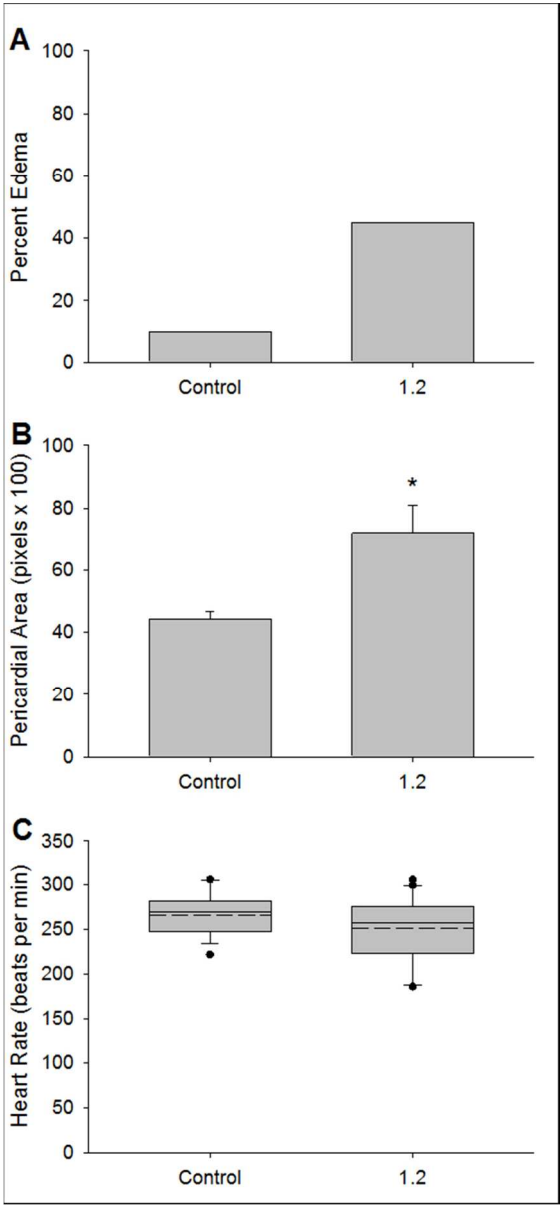 A
Percent Edema
100
80
60
40
20
0
Control 1.2
B
Pericardial Area (pixels x 100)
100
80
60
40
20
0
*
Control 1.2
C
Heart Rate (beats per min)
350
300
250
200
150
100
50
0
Control 1.2